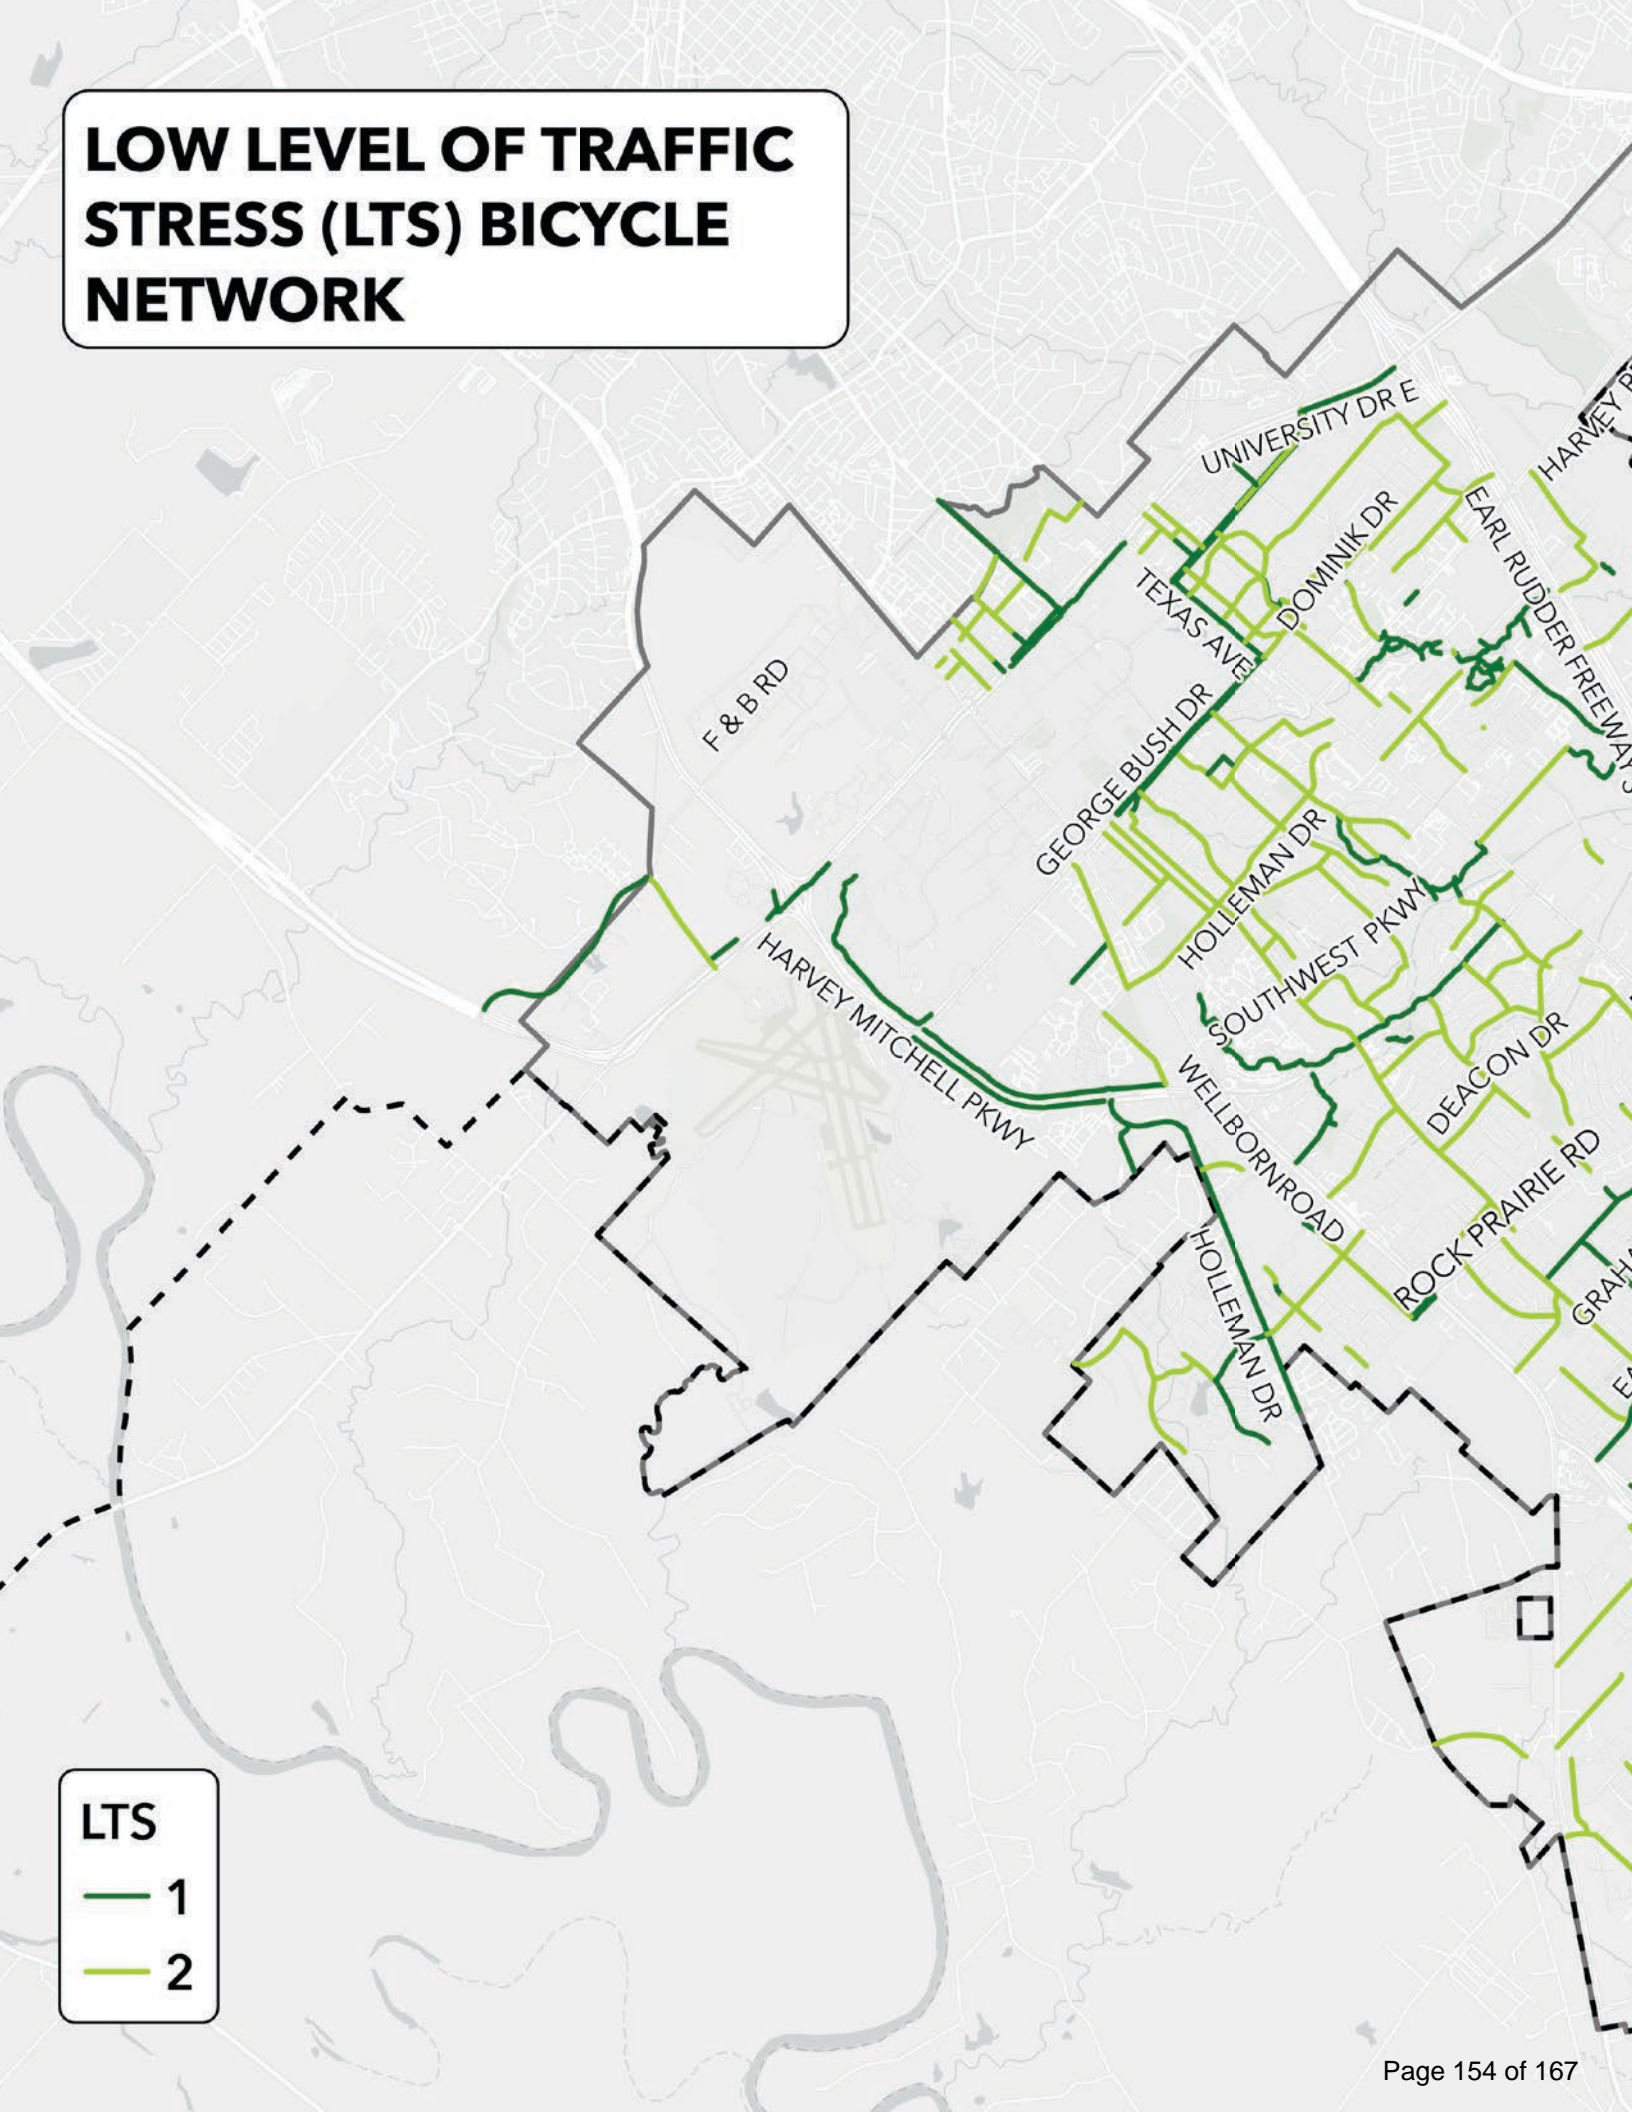 LOW LEVEL OF TRAFFIC
STRESS (LTS) BICYCLE
NETWORK
UNIVERSITY DR E
HARVEY R
DOMINIK DR
EARL RUDDER FREEWAY S
TEXAS AVE
F & B RD
GEORGE BUSH DR
HOLLEMAN DR
SOUTHWEST PKWY
HARVEY MITCHELL PKWY
WELLBORNROAD
DEACON DR
ROCK PRAIRIE RD
HOLLEMAN DR
GRAHA
EA
LTS
1
2
Page 154 of 167